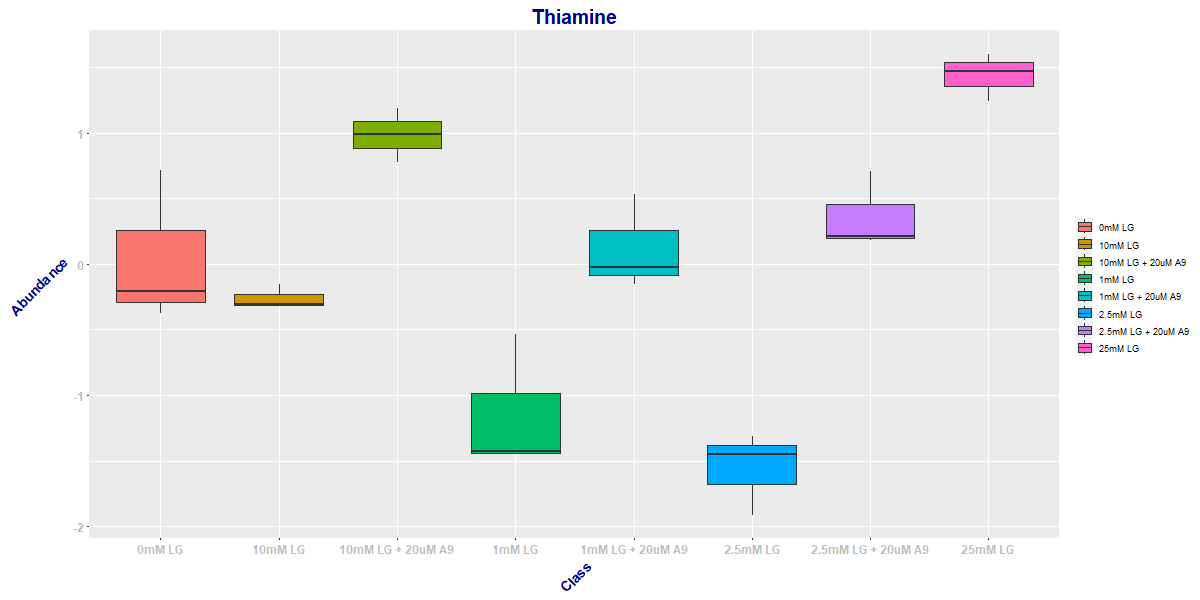 Thiamine
Abundance
1
0
-1
-2
0mM LG
10mM LG
10mM LG + 20uM A9
1mM LG
1mM LG + 20uM A9
2.5mM LG
2.5mM LG + 20uM A9
25mM LG
Class
0mM LG
10mM LG
10mM LG + 20uM A9
1mM LG
1mM LG + 20uM A9
2.5mM LG
2.5mM LG + 20uM A9
25mM LG